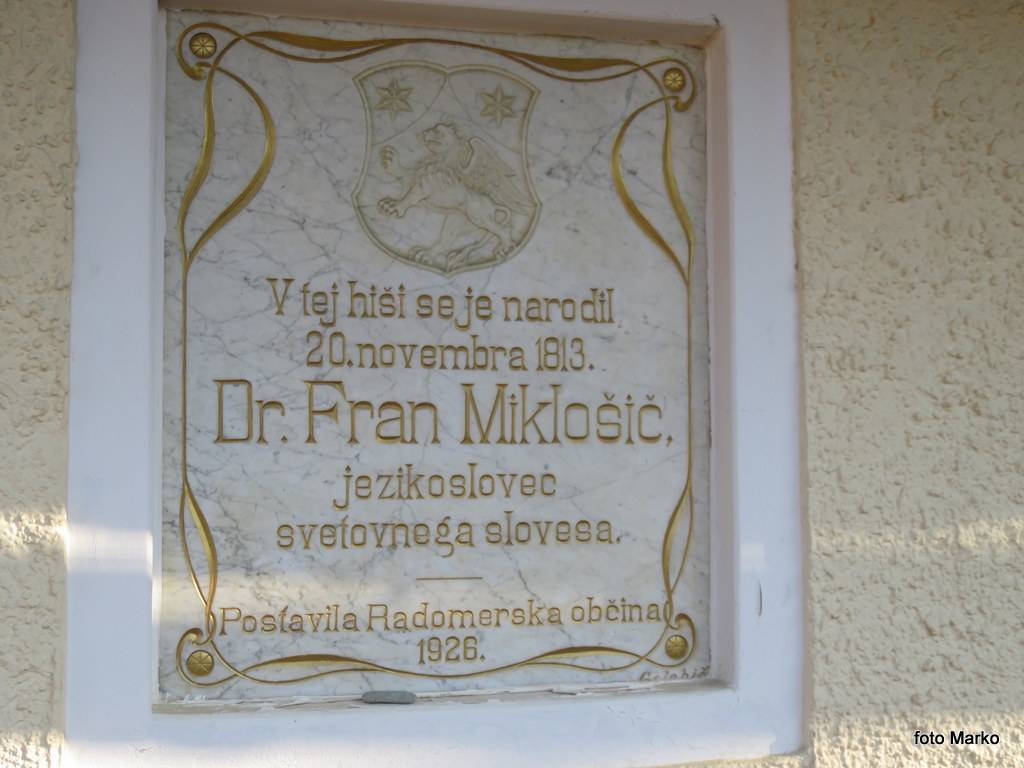 V tej hiši se je narodil
20. novembra 1813.
Dr. Fran Miklošič,
jezikoslovec
svetovnega slovesa.
Postavila Radomerska občina
1926.
foto Marko